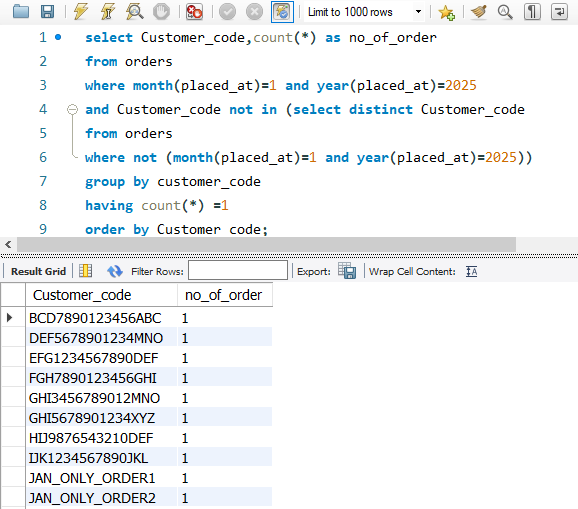 Limit to 1000 rows
1 select Customer_code,count(*) as no_of_order
2 from orders
3 where month(placed_at)=1 and year(placed_at)=2025
4 and Customer_code not in (select distinct Customer_code
5 from orders
6 where not (month(placed_at)=1 and year(placed_at)=2025))
7 group by customer_code
8 having count(*) =1
9 order by Customer_code;
Result Grid Filter Rows: Export: Wrap Cell Content: IA
Customer_code no_of_order
BCD7890123456ABC 1
DEF5678901234MNO 1
EFG1234567890DEF 1
FGH7890123456GHI 1
GHI3456789012MNO 1
GHI5678901234XYZ 1
HIJ9876543210DEF 1
IJK1234567890JKL 1
JAN_ONLY_ORDER1 1
JAN_ONLY_ORDER2 1